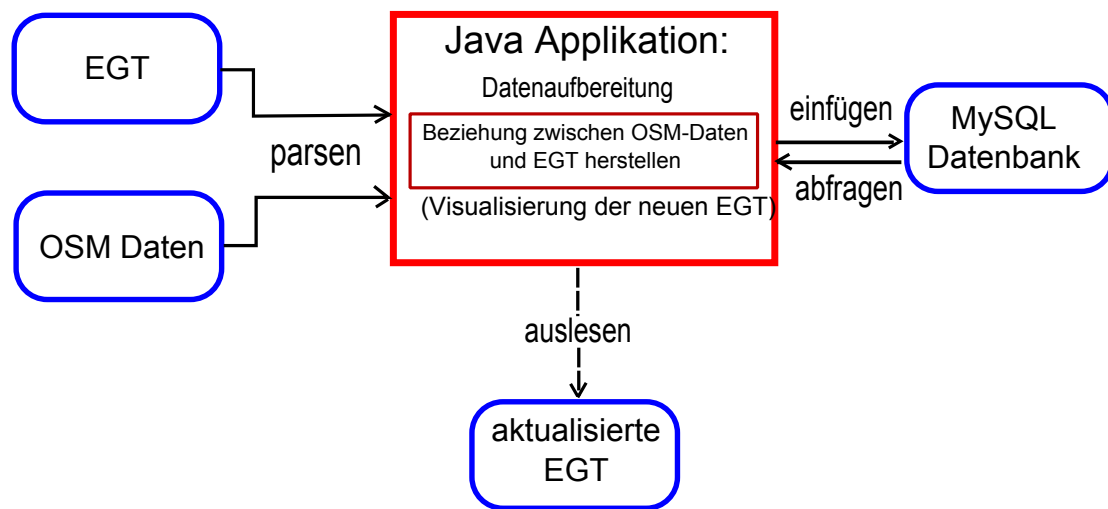 EGT
OSM Daten
parsen
Java Applikation:
Datenaufbereitung
Beziehung zwischen OSM-Daten
und EGT herstellen
(Visualisierung der neuen EGT)
einfügen
abfragen
MySQL
Datenbank
auslesen
aktualisierte
EGT